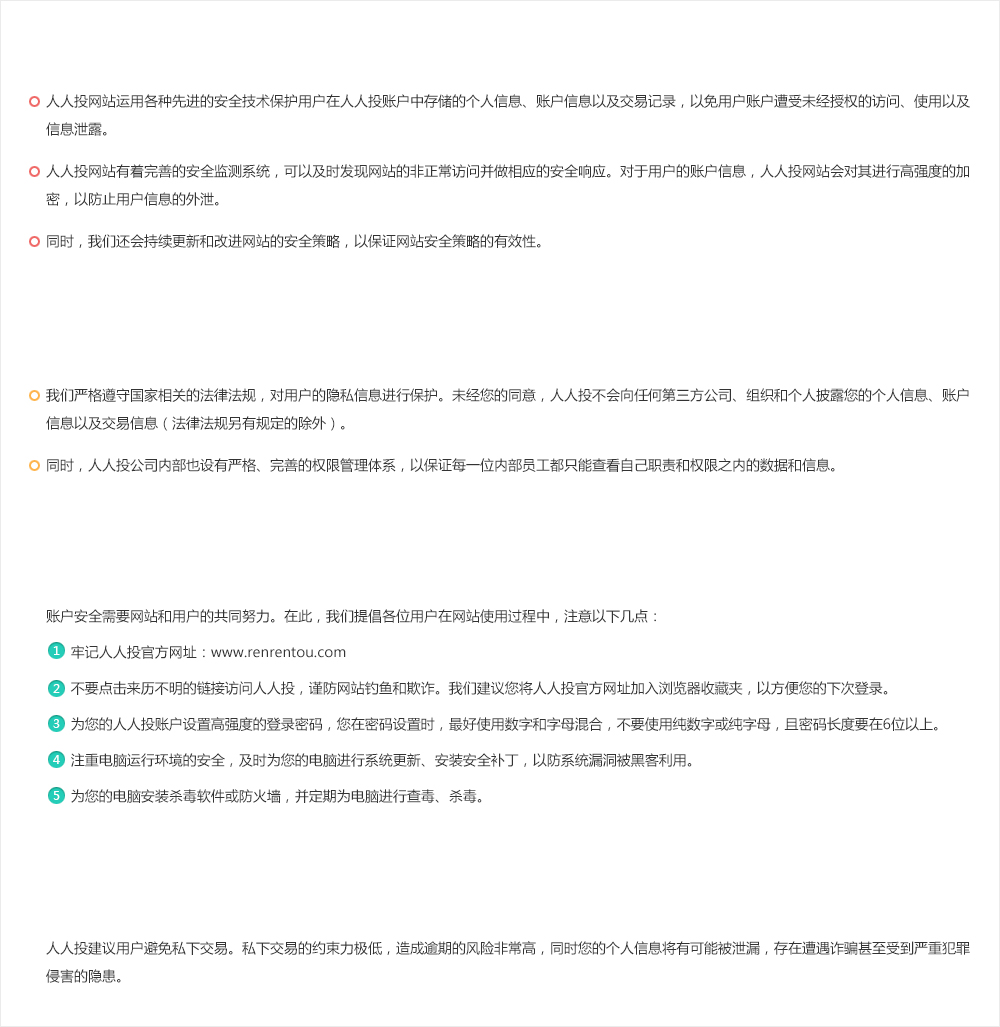 人人投网站运用各种先进的安全技术保护用户在人人投账户中存储的个人信息、账户信息以及交易记录，以免用户账户遭受未经授权的访问、使用以及
信息泄露。
人人投网站有着完善的安全监测系统，可以及时发现网站的非正常访问并做相应的安全响应。对于用户的账户信息，人人投网站会对其进行高强度的加
密，以防止用户信息的外泄。
同时，我们还会持续更新和改进网站的安全策略，以保证网站安全策略的有效性。
我们严格遵守国家相关的法律法规，对用户的隐私信息进行保护。未经您的同意，人人投不会向任何第三方公司、组织和个人披露您的个人信息、账户
信息以及交易信息（法律法规另有规定的除外）。
同时，人人投公司内部也设有严格、完善的权限管理体系，以保证每一位内部员工都只能查看自己职责和权限之内的数据和信息。
账户安全需要网站和用户的共同努力。在此，我们提倡各位用户在网站使用过程中，注意以下几点：
1 牢记人人投官方网址：www.renrentou.com
2 不要点击来历不明的链接访问人人投，谨防网站钓鱼和欺诈。我们建议您将人人投官方网址加入浏览器收藏夹，以方便您的下次登录。
3 为您的人人投账户设置高强度的登录密码，您在密码设置时，最好使用数字和字母混合，不要使用纯数字或纯字母，且密码长度要在6位以上。
4 注重电脑运行环境的安全，及时为您的电脑进行系统更新、安装安全补丁，以防系统漏洞被黑客利用。
5 为您的电脑安装杀毒软件或防火墙，并定期为电脑进行查毒、杀毒。
人人投建议用户避免私下交易。私下交易的约束力极低，造成逾期的风险非常高，同时您的个人信息将有可能被泄漏，存在遭遇诈骗甚至受到严重犯罪
侵害的隐患。